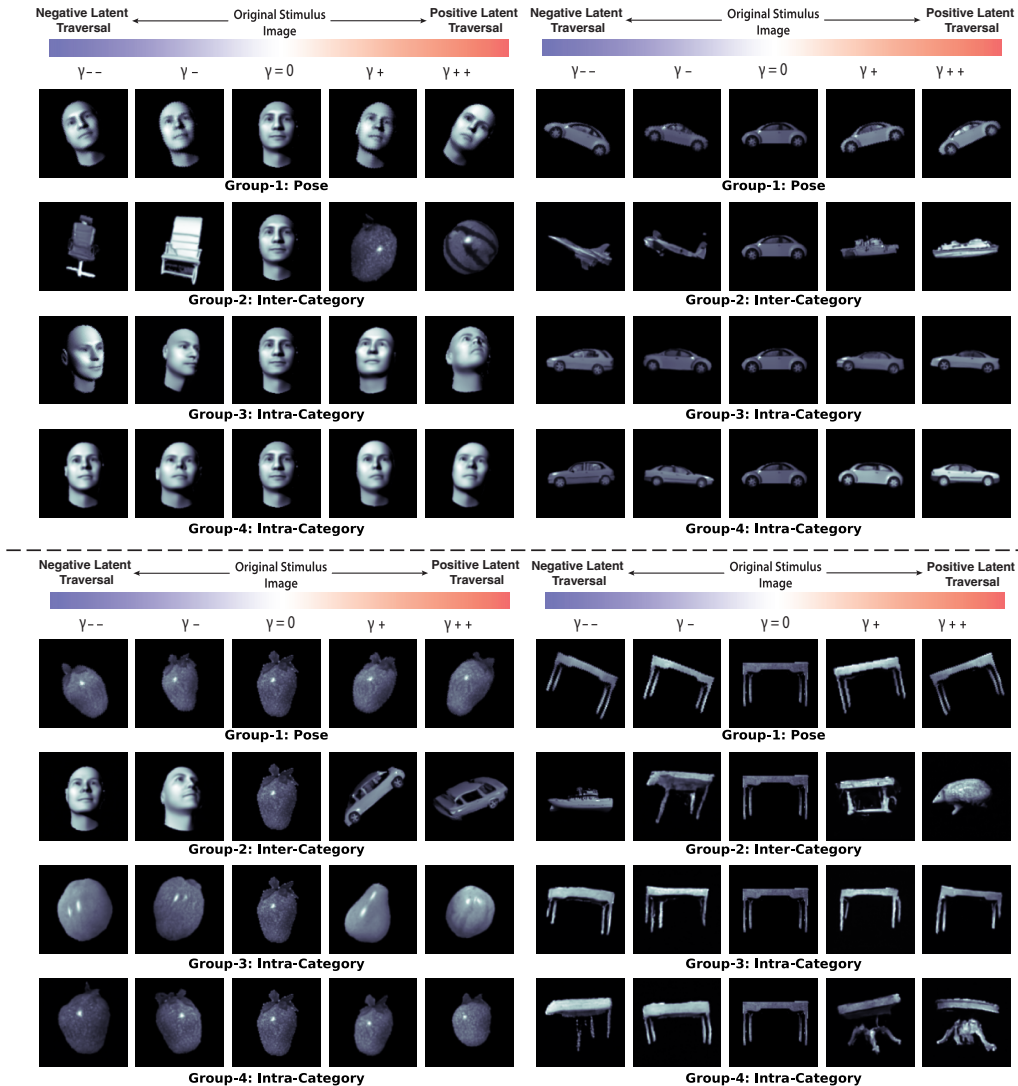 Negative Latent
Traversal
Original Stimulus
Image
Positive Latent
Traversal
γ-- γ- γ=0 γ+ γ++
Group-1: Pose
Group-2: Inter-Category
Group-3: Intra-Category
Group-4: Intra-Category
Negative Latent
Traversal
Original Stimulus
Image
Positive Latent
Traversal
γ-- γ- γ=0 γ+ γ++
Group-1: Pose
Group-2: Inter-Category
Group-3: Intra-Category
Group-4: Intra-Category
Negative Latent
Traversal
Original Stimulus
Image
Positive Latent
Traversal
γ-- γ- γ=0 γ+ γ++
Group-1: Pose
Group-2: Inter-Category
Group-3: Intra-Category
Group-4: Intra-Category
Negative Latent
Traversal
Original Stimulus
Image
Positive Latent
Traversal
γ-- γ- γ=0 γ+ γ++
Group-1: Pose
Group-2: Inter-Category
Group-3: Intra-Category
Group-4: Intra-Category